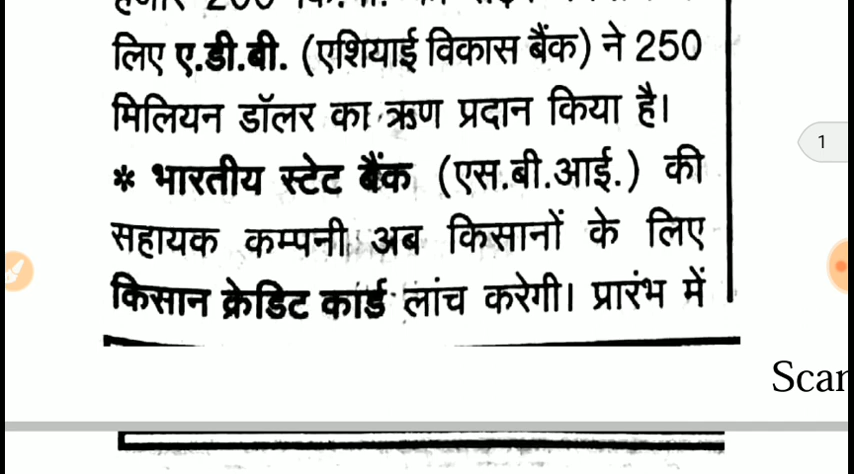 लिए ए.डी.बी. (एशियाई विकास बैंक) ने 250
मिलियन डॉलर का ऋण प्रदान किया है।
* भारतीय स्टेट बैंक (एस.बी.आई.) की
सहायक कम्पनी अब किसानों के लिए
किसान क्रेडिट कार्ड लांच करेगी। प्रारंभ में
1
Scan